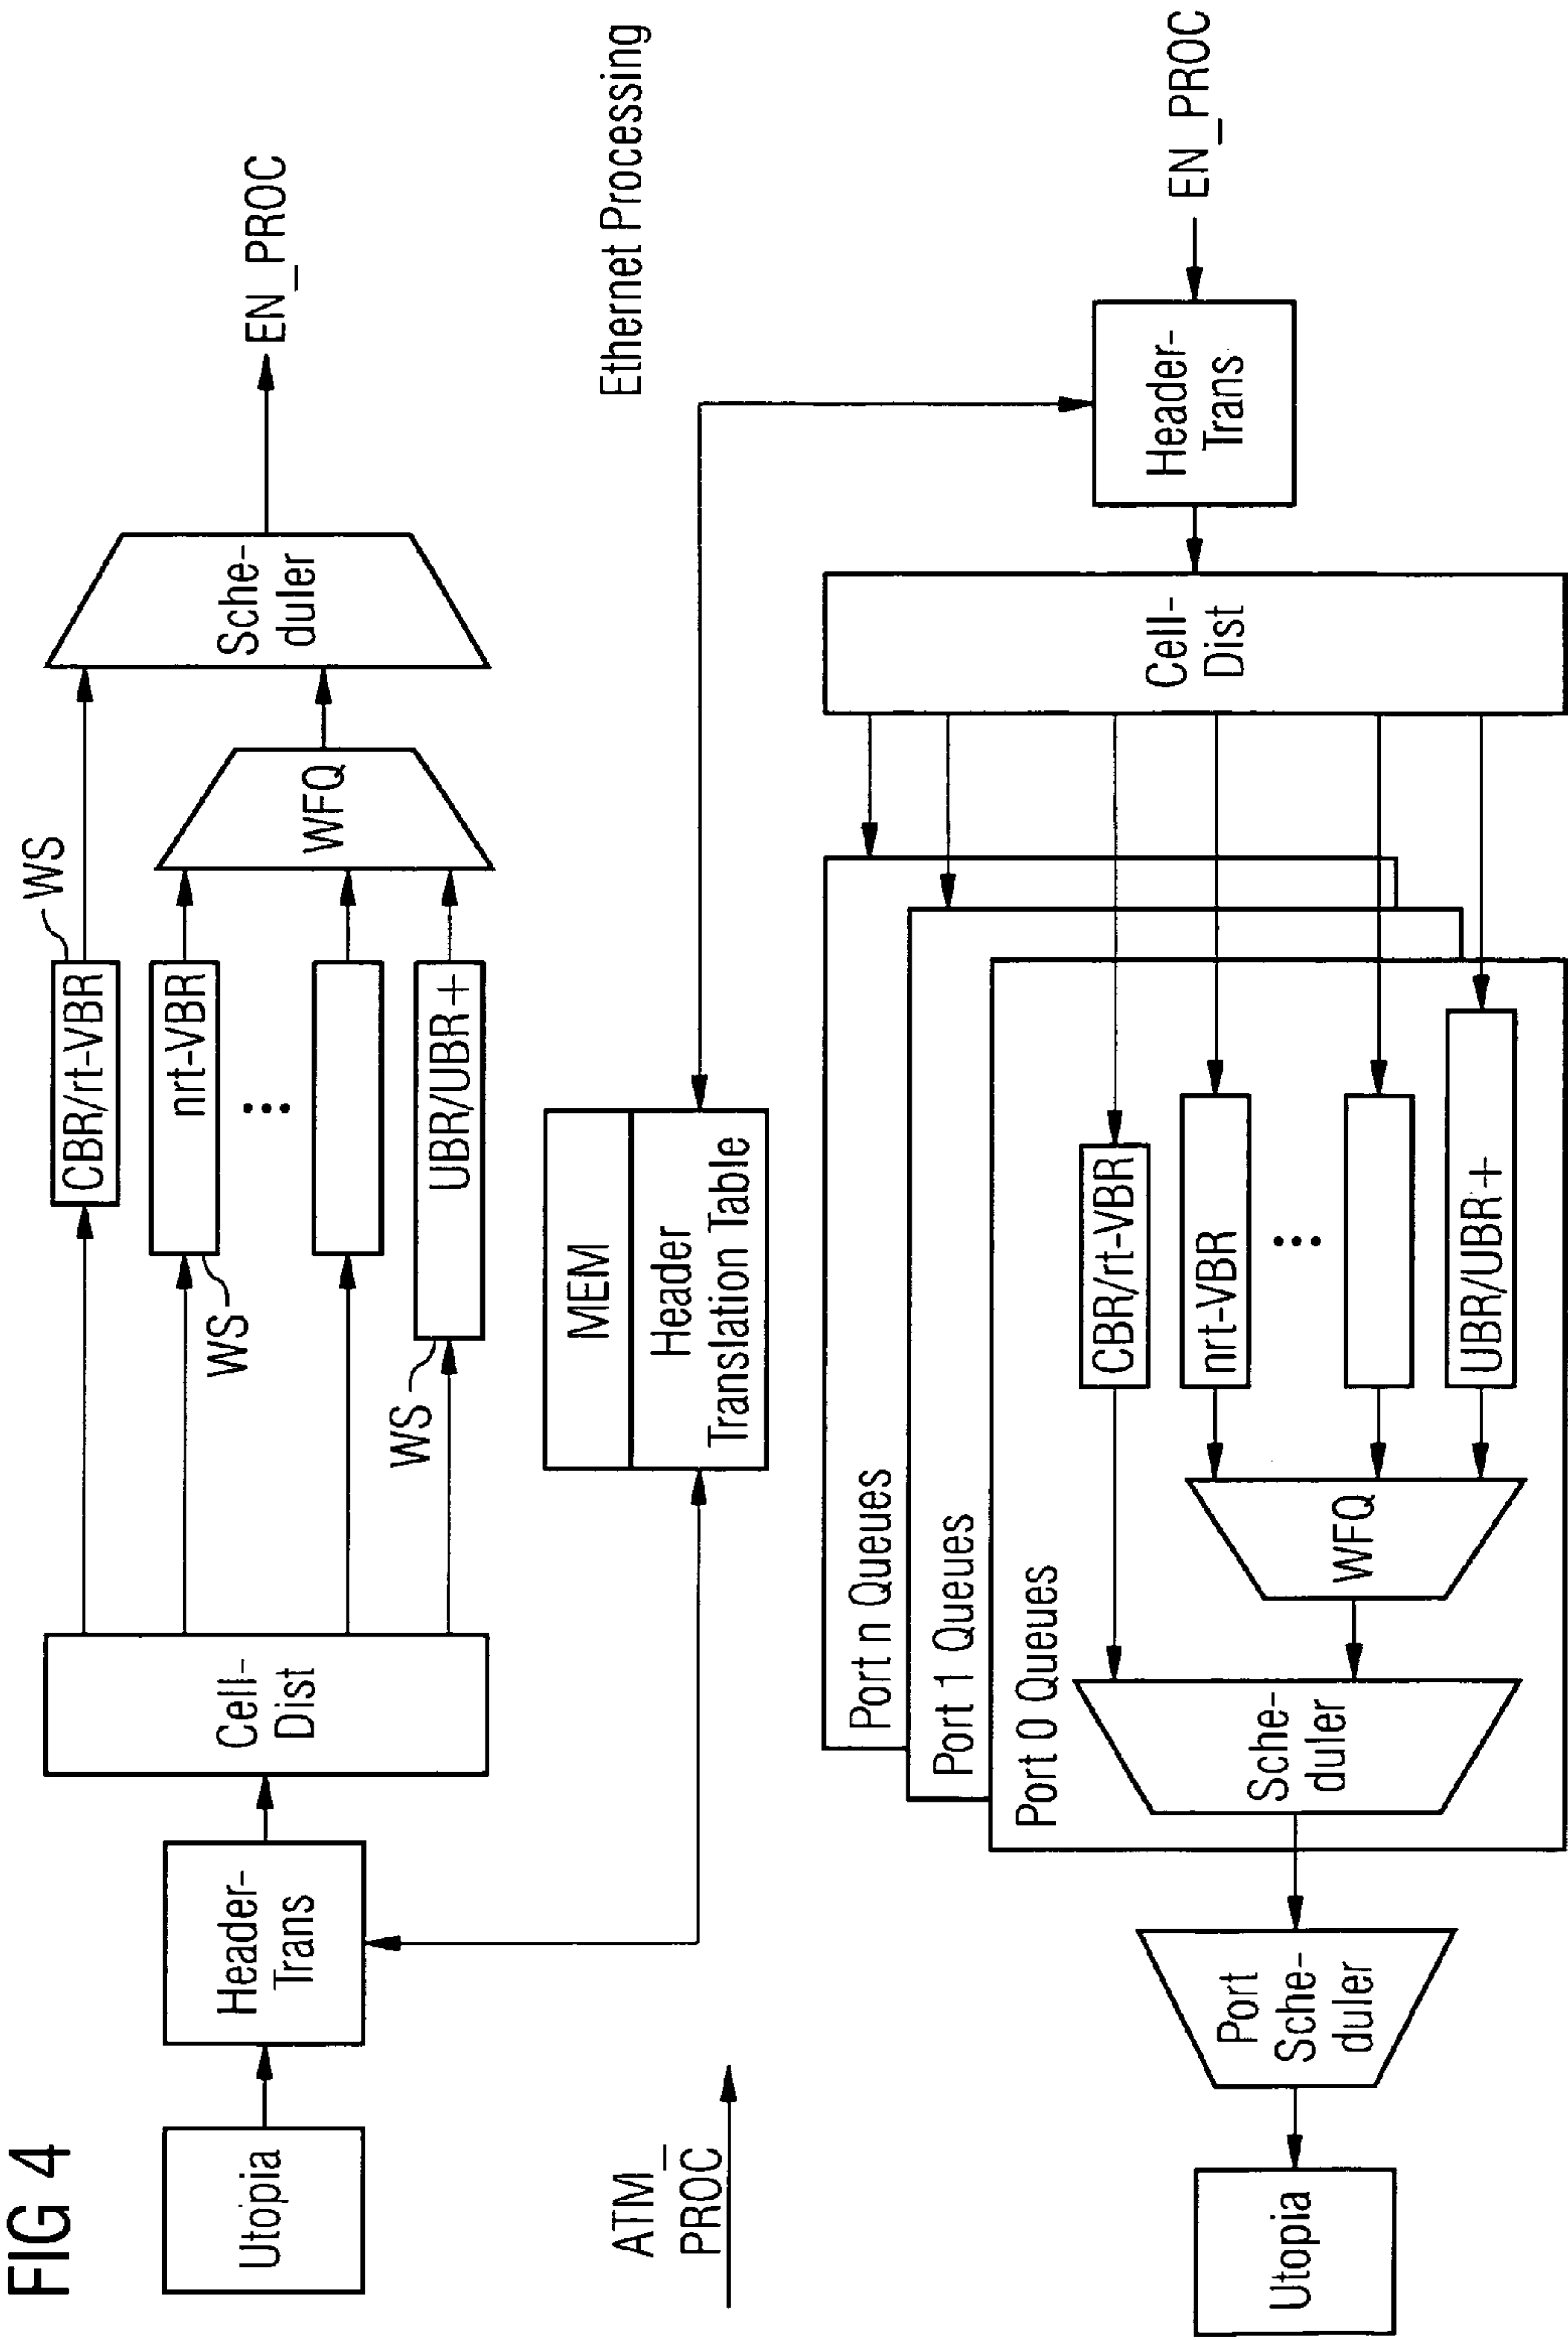 FIG 4
Utopia
Header-
Trans
Cell-
Dist
CBR/rt-VBR
WS
nrt-VBR
WS
...
UBR/UBR+
WS
WFQ
Sche-
duler
EN_PROC
ATM_
PROC
MEM
Header
Translation Table
Ethernet Processing
Utopia
Port
Sche-
duler
Port n Queues
Port 1 Queues
Port 0 Queues
Sche-
duler
WFQ
CBR/rt-VBR
nrt-VBR
...
UBR/UBR+
Cell-
Dist
Header-
Trans
EN_PROC